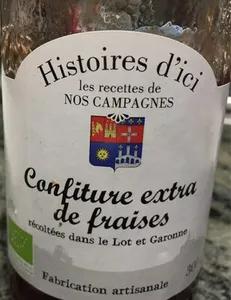 Histoires d'ici
les recettes de
NOS CAMPAGNES
Confiture extra
de fraises
récoltées dans le Lot et Garonne
Fabrication artisanale